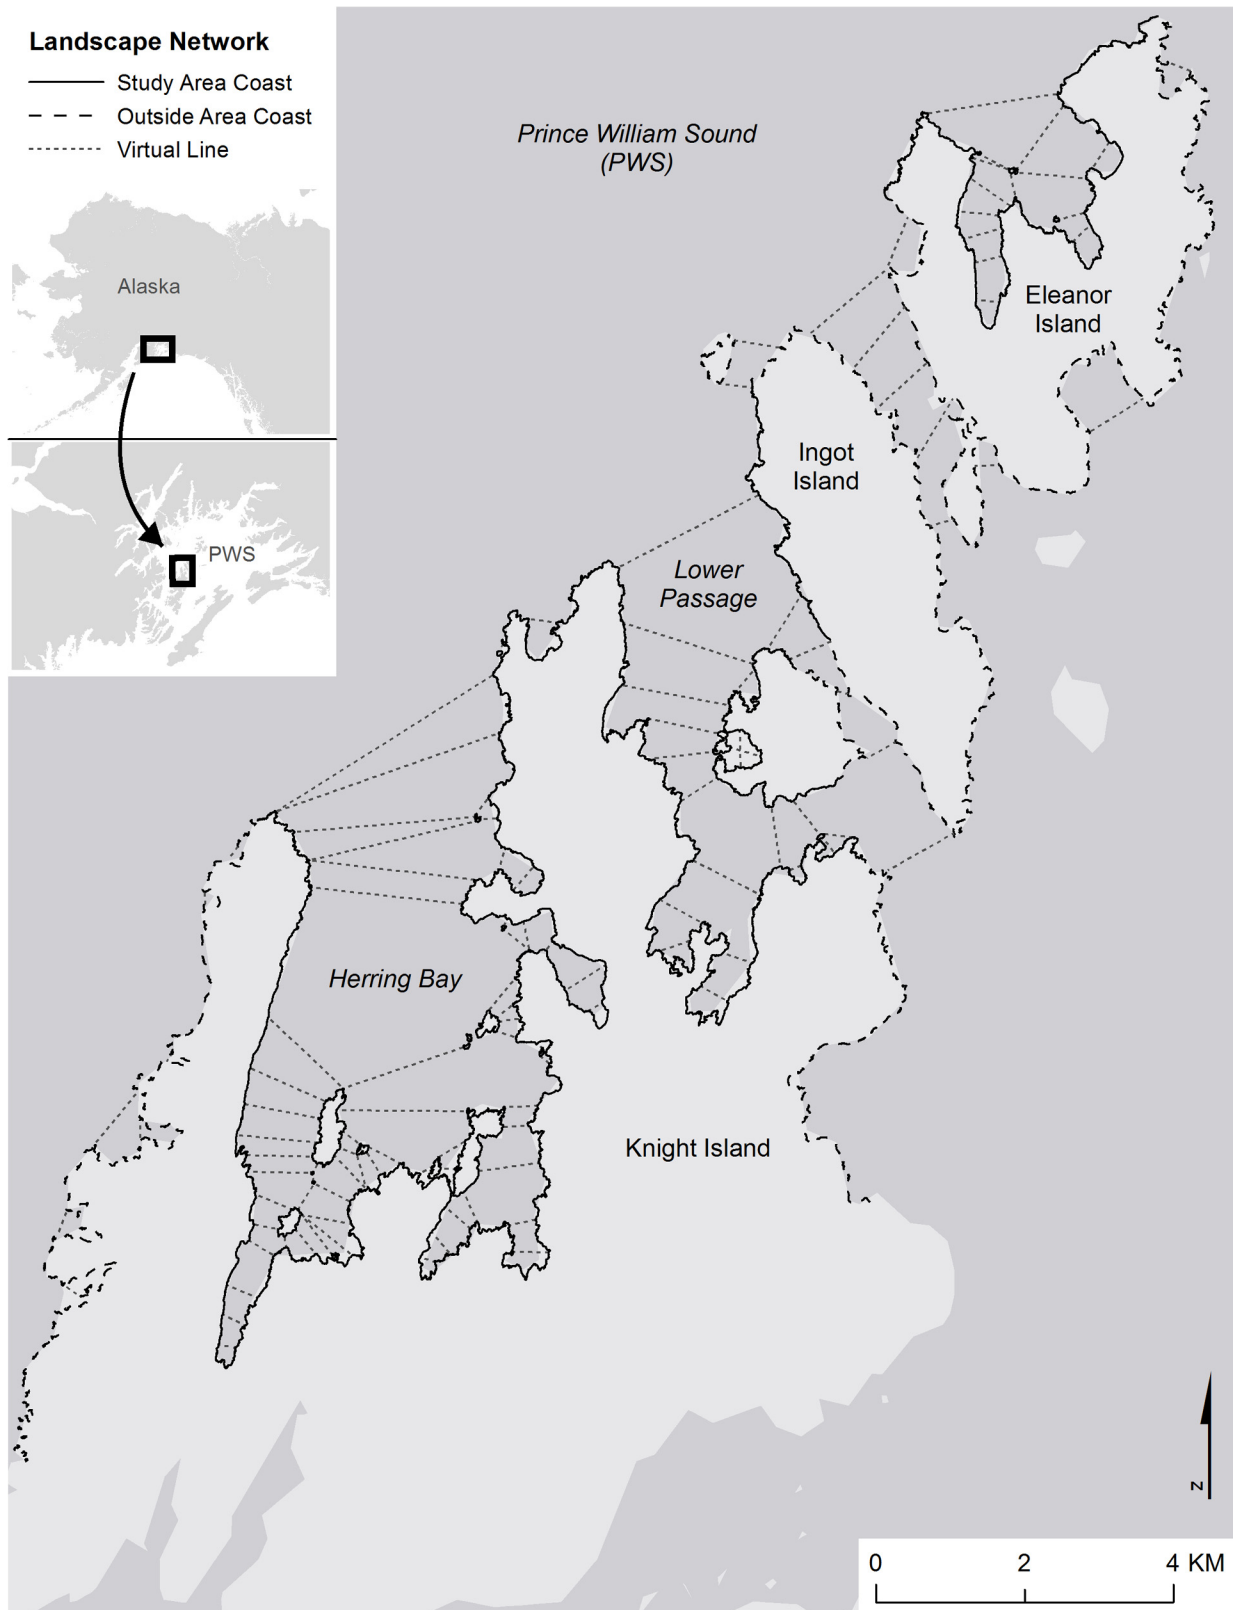 Landscape Network
Study Area Coast
Outside Area Coast
Virtual Line
Alaska
PWS
Prince William Sound
(PWS)
Eleanor
Island
Ingot
Island
Lower
Passage
Herring Bay
Knight Island
N
0 2 4 KM